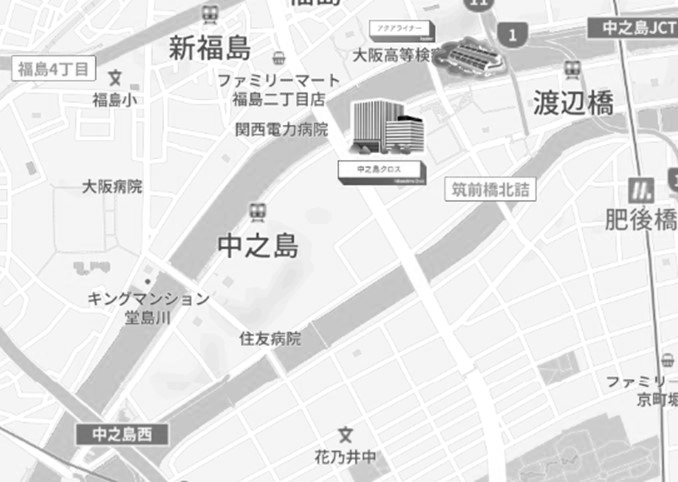 福島
11
アクアライナー
1
中之島JCT
新福島
大阪高等検
福島4丁目
ファミリーマート
福島二丁目店
福島小
渡辺橋
関西電力病院
中之島クロス
大阪病院
筑前橋北詰
肥後橋
中之島
キングマンション
堂島川
住友病院
ファミリー
京町堀
中之島西
花乃井中